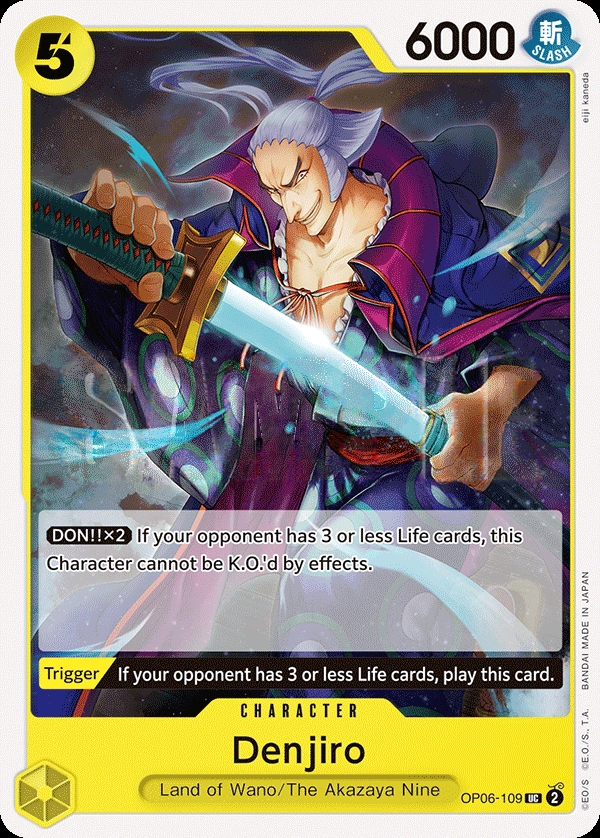 5
6000
斬
SLASH
eiji kaneda
DON!!×2 If your opponent has 3 or less Life cards, this
Character cannot be K.O.'d by effects.
Trigger If your opponent has 3 or less Life cards, play this card.
CHARACTER
Denjiro
Land of Wano/The Akazaya Nine
OP06-109 UC 2
©E/S ©E.O./S., T.A. BANDAI MADE IN JAPAN